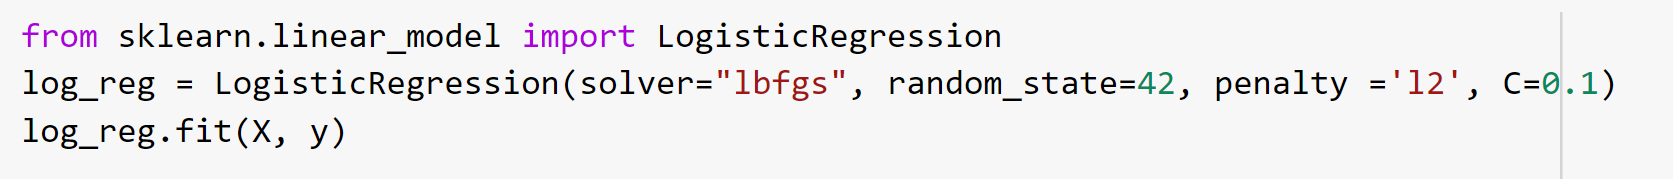 from sklearn.linear_model import LogisticRegression
log_reg = LogisticRegression(solver="lbfgs", random_state=42, penalty ='l2', C=0.1)
log_reg.fit(X, y)